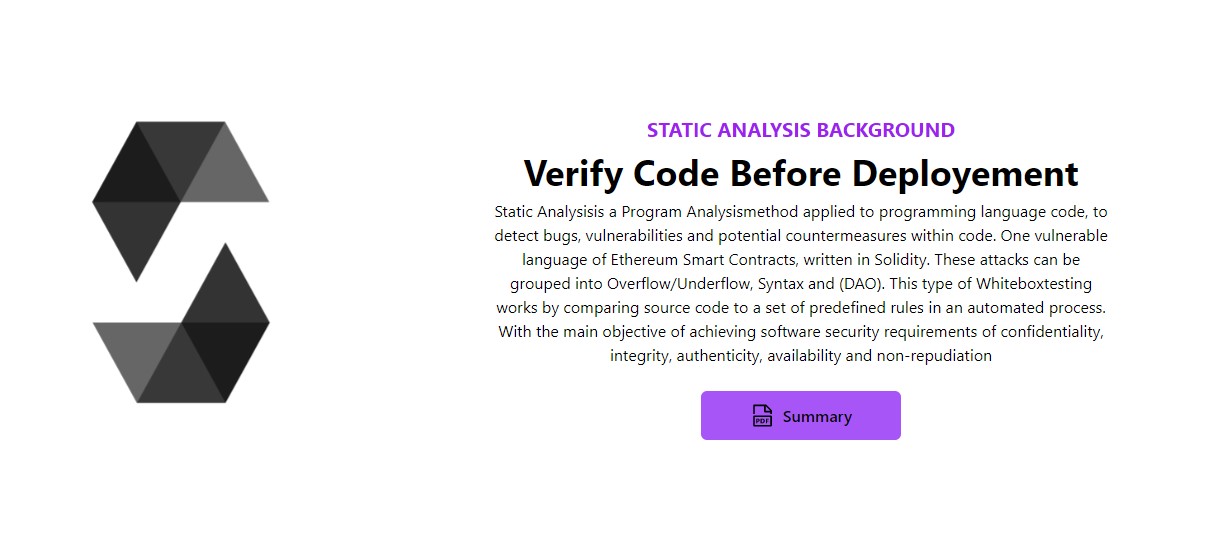 STATIC ANALYSIS BACKGROUND
Verify Code Before Deployement
Static Analysisis a Program Analysismethod applied to programming language code, to
detect bugs, vulnerabilities and potential countermeasures within code. One vulnerable
language of Ethereum Smart Contracts, written in Solidity. These attacks can be
grouped into Overflow/Underflow, Syntax and (DAO). This type of Whiteboxtesting
works by comparing source code to a set of predefined rules in an automated process.
With the main objective of achieving software security requirements of confidentiality,
integrity, authenticity, availability and non-repudiation
PDF Summary